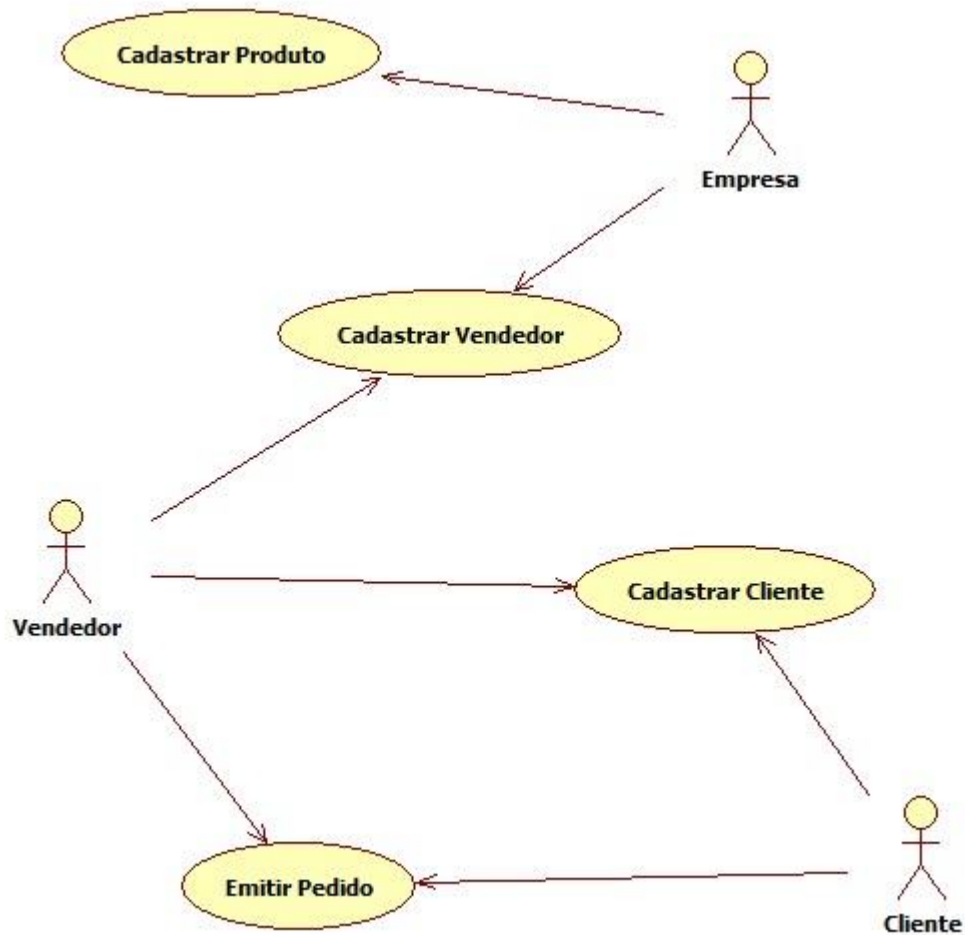 Cadastrar Produto
Empresa
Cadastrar Vendedor
Vendedor
Cadastrar Cliente
Emitir Pedido
Cliente